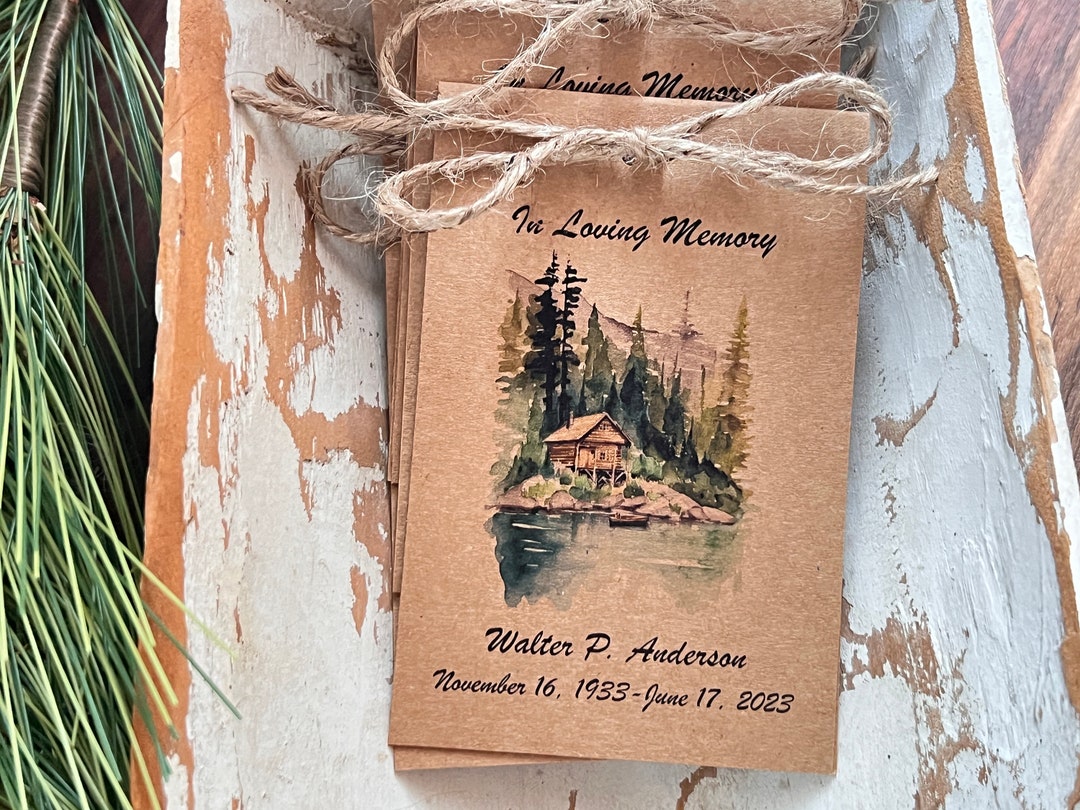 In Loving Memory
In Loving Memory
Walter P. Anderson
November 16, 1933-June 17, 2023